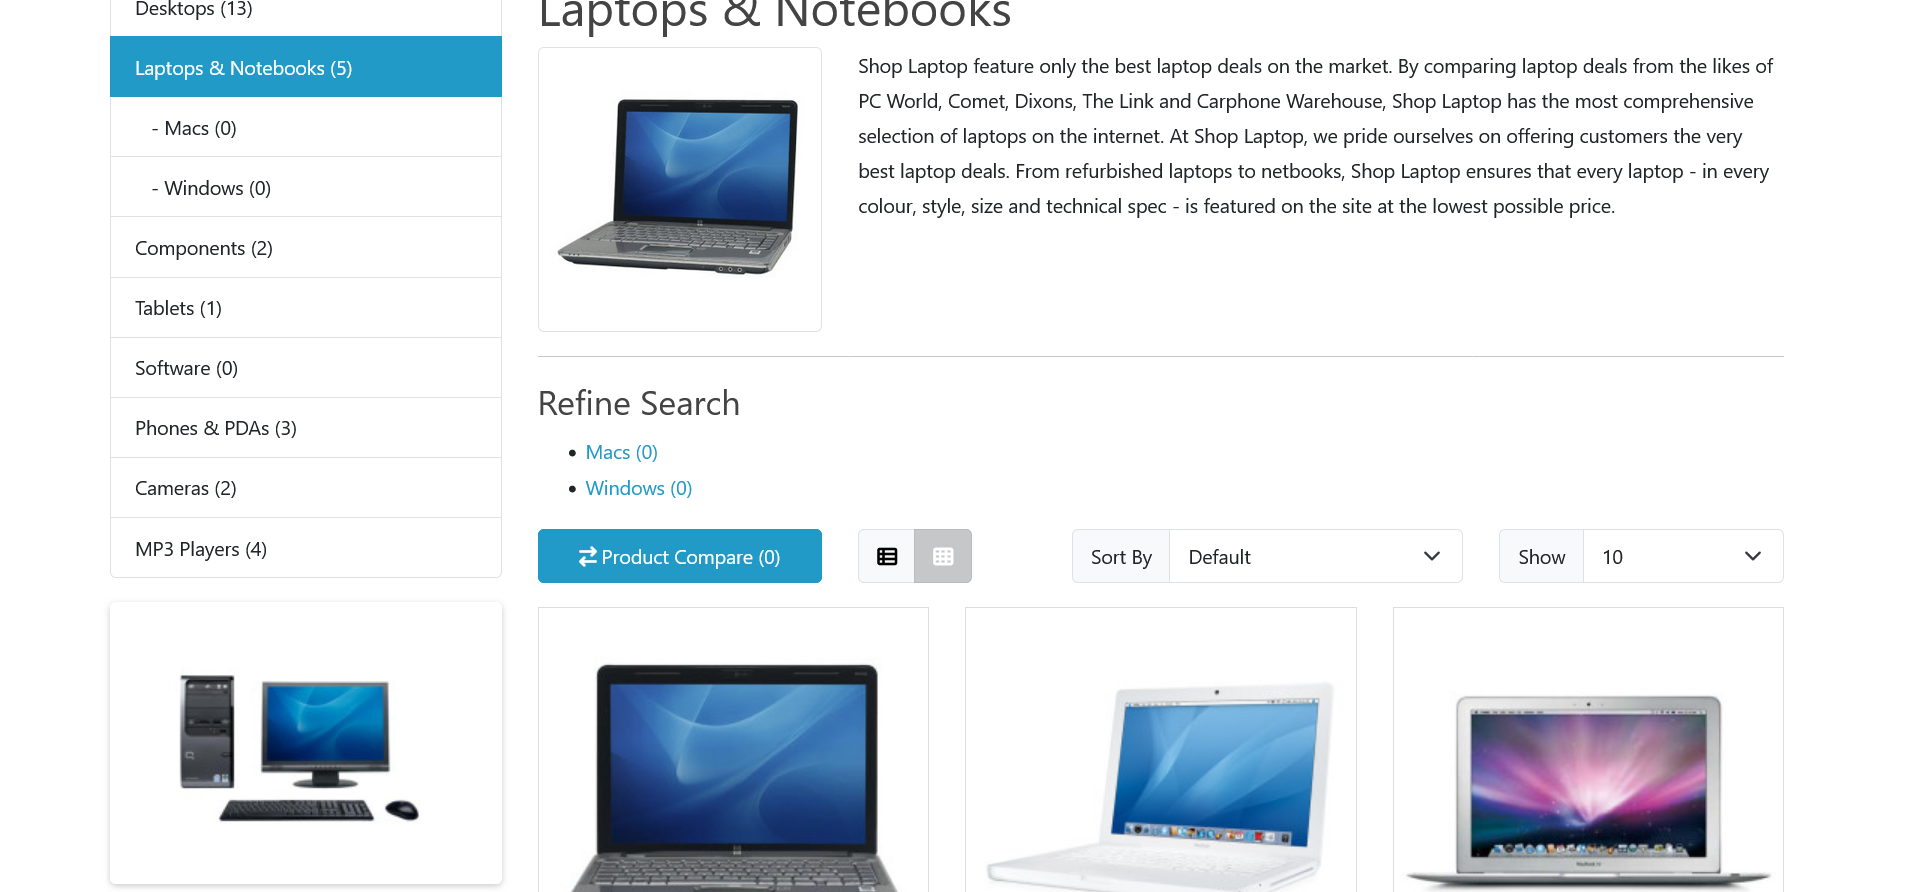 Desktops (13)
Laptops & Notebooks (5)
- Macs (0)
- Windows (0)
Components (2)
Tablets (1)
Software (0)
Phones & PDAs (3)
Cameras (2)
MP3 Players (4)
Laptops & Notebooks
Shop Laptop feature only the best laptop deals on the market. By comparing laptop deals from the likes of
PC World, Comet, Dixons, The Link and Carphone Warehouse, Shop Laptop has the most comprehensive
selection of laptops on the internet. At Shop Laptop, we pride ourselves on offering customers the very
best laptop deals. From refurbished laptops to netbooks, Shop Laptop ensures that every laptop - in every
colour, style, size and technical spec - is featured on the site at the lowest possible price.
Refine Search
Macs (0)
Windows (0)
Product Compare (0)
Sort By
Default
Show
10